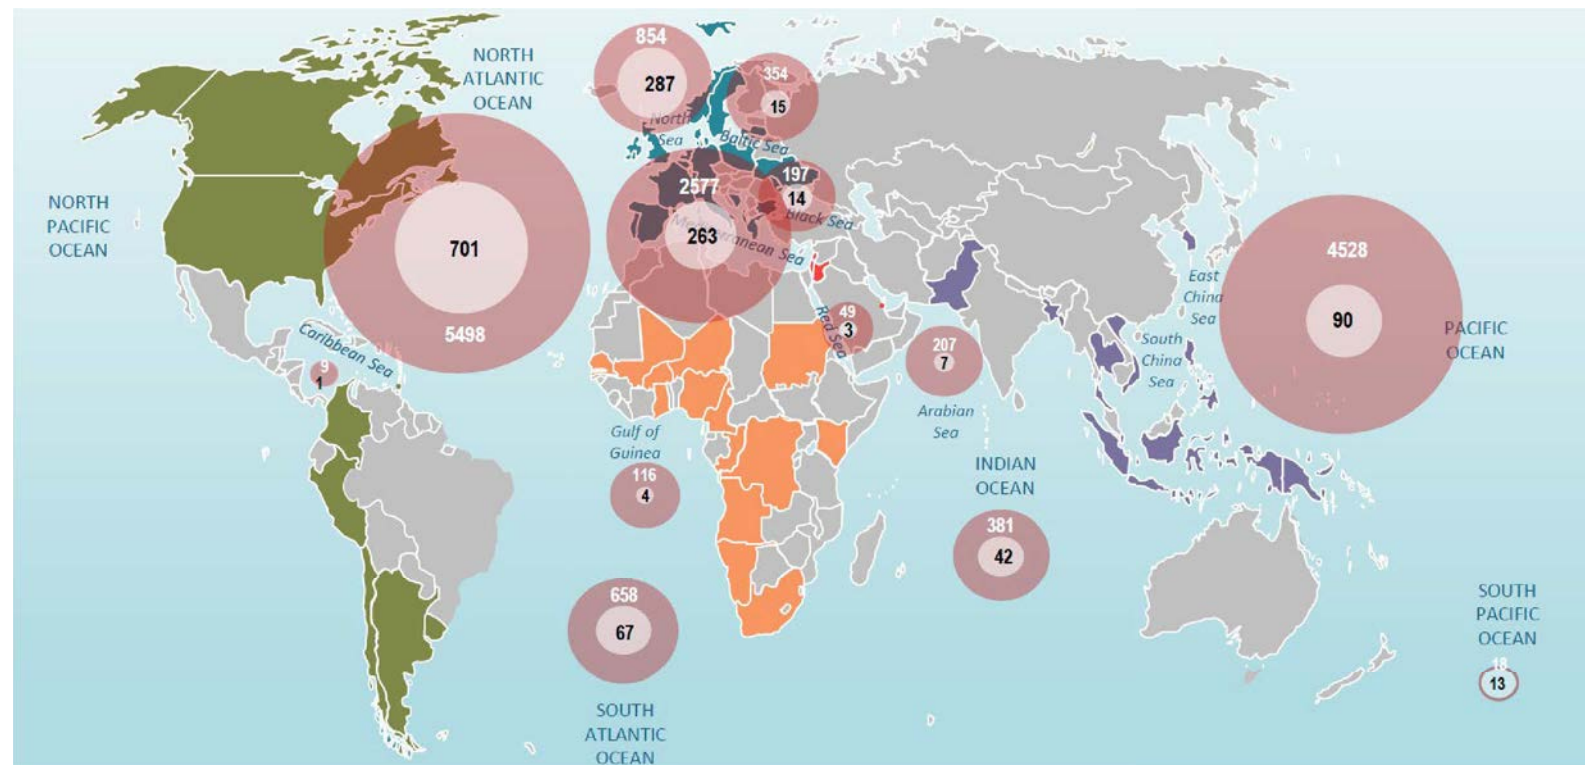 NORTH
ATLANTIC
OCEAN
854
287
354
15
North
Sea
Baltic Sea
NORTH
PACIFIC
OCEAN
701
5498
2577
263
Mediterranean Sea
197
14
Black Sea
4528
90
PACIFIC
OCEAN
East
China
Sea
South
China
Sea
Caribbean Sea
9
1
Red Sea
49
3
207
7
Arabian
Sea
Gulf of
Guinea
116
4
INDIAN
OCEAN
381
42
658
67
SOUTH
ATLANTIC
OCEAN
SOUTH
PACIFIC
OCEAN
18
13